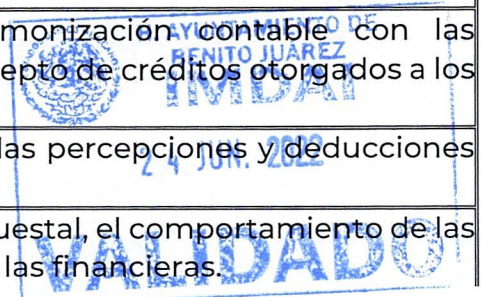 monización contable con las
H. AYUNTAMIENTO DE
BENITO JUÁREZ
epto de créditos otorgados a los
IMDAI
las percepciones y deducciones
24 JUN. 2022
uestal, el comportamiento de las
VALIDADO
las financieras.